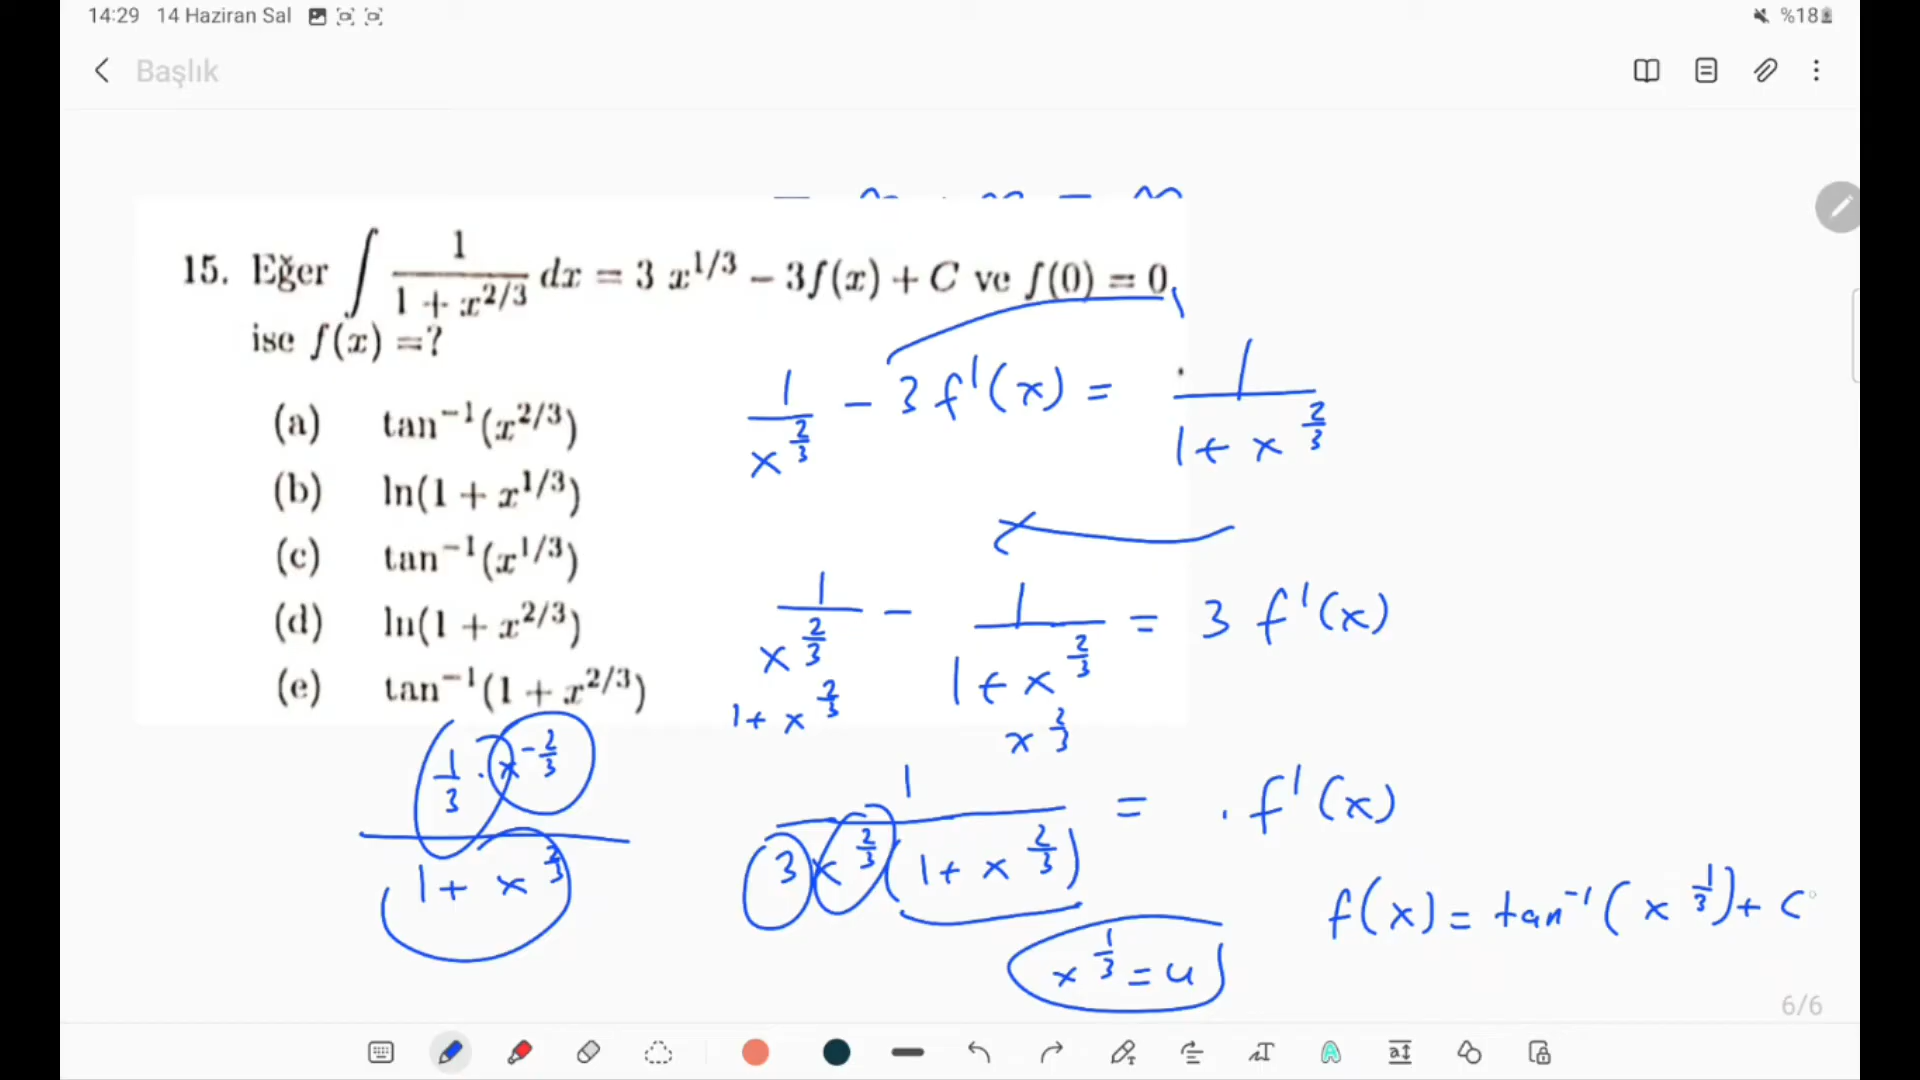 14:29 14 Haziran Sal %18
Başlık
15. Eğer ∫ 1/(1 + x^{2/3}) dx = 3 x^{1/3} − 3f(x) + C ve f(0) = 0,
ise f(x) =?
(a) tan^{−1}(x^{2/3})
(b) ln(1 + x^{1/3})
(c) tan^{−1}(x^{1/3})
(d) ln(1 + x^{2/3})
(e) tan^{−1}(1 + x^{2/3})
1/x^{2/3} − 3 f'(x) = 1/(1 + x^{2/3})
1/x^{2/3} − 1/(1 + x^{2/3}) = 3 f'(x)
1 + x^{2/3} x^{2/3}
(1/3 · x^{−2/3})/(1 + x^{2/3})
1/(3 x^{2/3} (1 + x^{2/3})) = . f'(x)
f(x) = tan^{−1}(x^{1/3}) + C
x^{1/3} = u
6/6